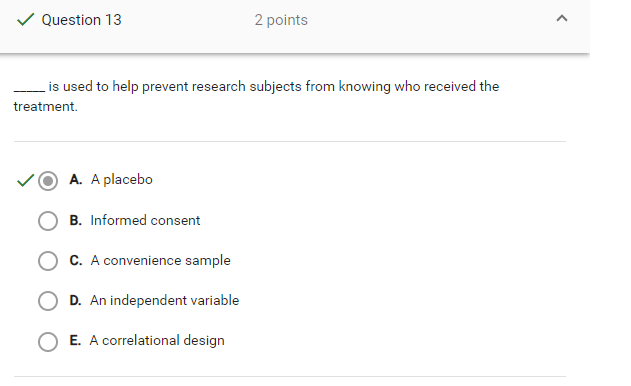 Question 13 2 points
_____ is used to help prevent research subjects from knowing who received the
treatment.
A. A placebo
B. Informed consent
C. A convenience sample
D. An independent variable
E. A correlational design